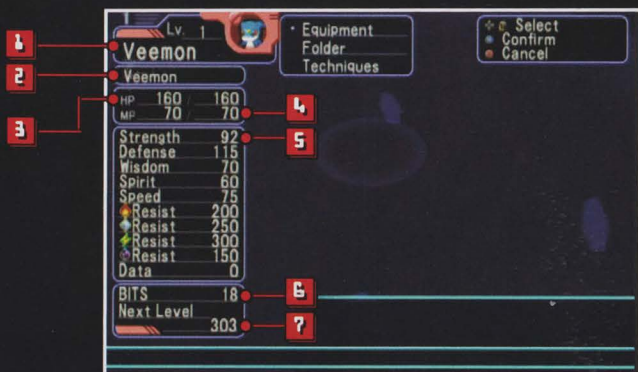 Lv. 1
Veemon
Veemon
HP 160 / 160
MP 70 / 70
Strength 92
Defense 115
Wisdom 70
Spirit 60
Speed 75
Resist 200
Resist 250
Resist 300
Resist 150
Data 0
BITS 18
Next Level
303
Equipment
Folder
Techniques
Select
Confirm
Cancel
1
2
3
4
5
6
7